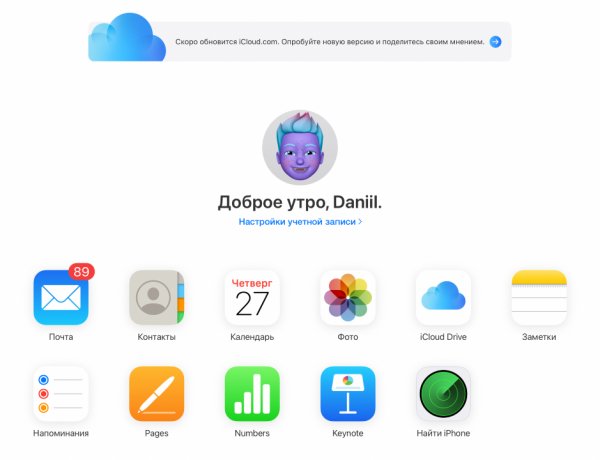 Скоро обновится iCloud.com. Опробуйте новую версию и поделитесь своим мнением.
Доброе утро, Daniil.
Настройки учетной записи >
89
Четверг
27
Почта
Контакты
Календарь
Фото
iCloud Drive
Заметки
Напоминания
Pages
Numbers
Keynote
Найти iPhone